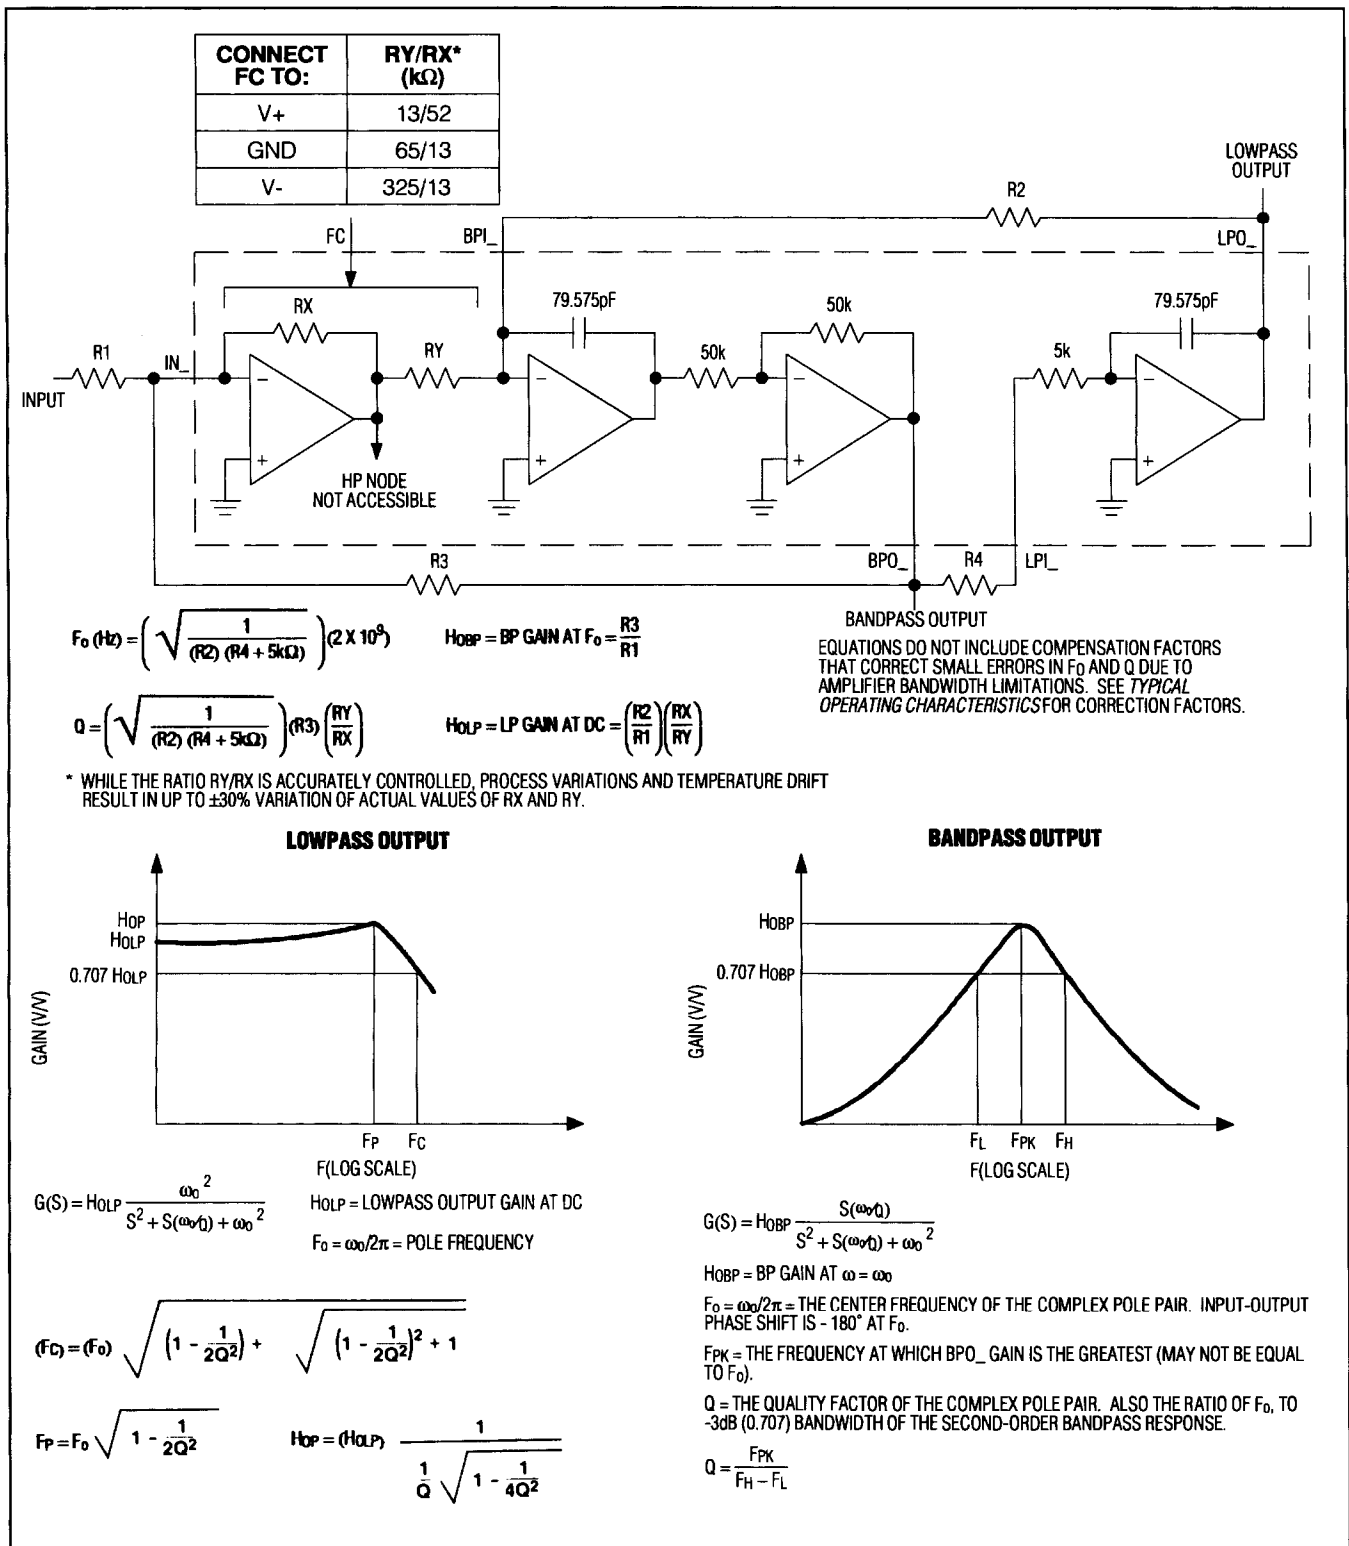 CONNECT FC TO: RY/RX* (kΩ)
V+ 13/52
GND 65/13
V- 325/13
LOWPASS
OUTPUT
R2
FC
BPI_
LPO_
RX
79.575pF
50k
79.575pF
R1
IN_
RY
50k
5k
INPUT
HP NODE
NOT ACCESSIBLE
R3
BPO_
R4
LPI_
BANDPASS OUTPUT
EQUATIONS DO NOT INCLUDE COMPENSATION FACTORS
THAT CORRECT SMALL ERRORS IN F0 AND Q DUE TO
AMPLIFIER BANDWIDTH LIMITATIONS. SEE TYPICAL
OPERATING CHARACTERISTICS FOR CORRECTION FACTORS.
F0 (Hz) = ( √ 1 / (R2) (R4 + 5kΩ) ) (2 X 10⁹)
HOBP = BP GAIN AT F0 = R3 / R1
Q = ( √ 1 / (R2) (R4 + 5kΩ) ) (R3) ( RY / RX )
HOLP = LP GAIN AT DC = ( R2 / R1 ) ( RX / RY )
* WHILE THE RATIO RY/RX IS ACCURATELY CONTROLLED, PROCESS VARIATIONS AND TEMPERATURE DRIFT
RESULT IN UP TO ±30% VARIATION OF ACTUAL VALUES OF RX AND RY.
LOWPASS OUTPUT
HOP
HOLP
0.707 HOLP
GAIN (V/V)
FP FC
F(LOG SCALE)
G(S) = HOLP ω0² / S² + S(ω0/Q) + ω0²
HOLP = LOWPASS OUTPUT GAIN AT DC
F0 = ω0/2π = POLE FREQUENCY
(FC) = (F0) √ (1 - 1 / 2Q²) + √ (1 - 1 / 2Q²)² + 1
FP = F0 √ 1 - 1 / 2Q²
HOP = (HOLP) 1 / 1 / Q √ 1 - 1 / 4Q²
BANDPASS OUTPUT
HOBP
0.707 HOBP
GAIN (V/V)
FL FPK FH
F(LOG SCALE)
G(S) = HOBP S(ω0/Q) / S² + S(ω0/Q) + ω0²
HOBP = BP GAIN AT ω = ω0
F0 = ω0/2π = THE CENTER FREQUENCY OF THE COMPLEX POLE PAIR. INPUT-OUTPUT
PHASE SHIFT IS - 180° AT F0.
FPK = THE FREQUENCY AT WHICH BPO_ GAIN IS THE GREATEST (MAY NOT BE EQUAL
TO F0).
Q = THE QUALITY FACTOR OF THE COMPLEX POLE PAIR. ALSO THE RATIO OF F0, TO
-3dB (0.707) BANDWIDTH OF THE SECOND-ORDER BANDPASS RESPONSE.
Q = FPK / FH – FL